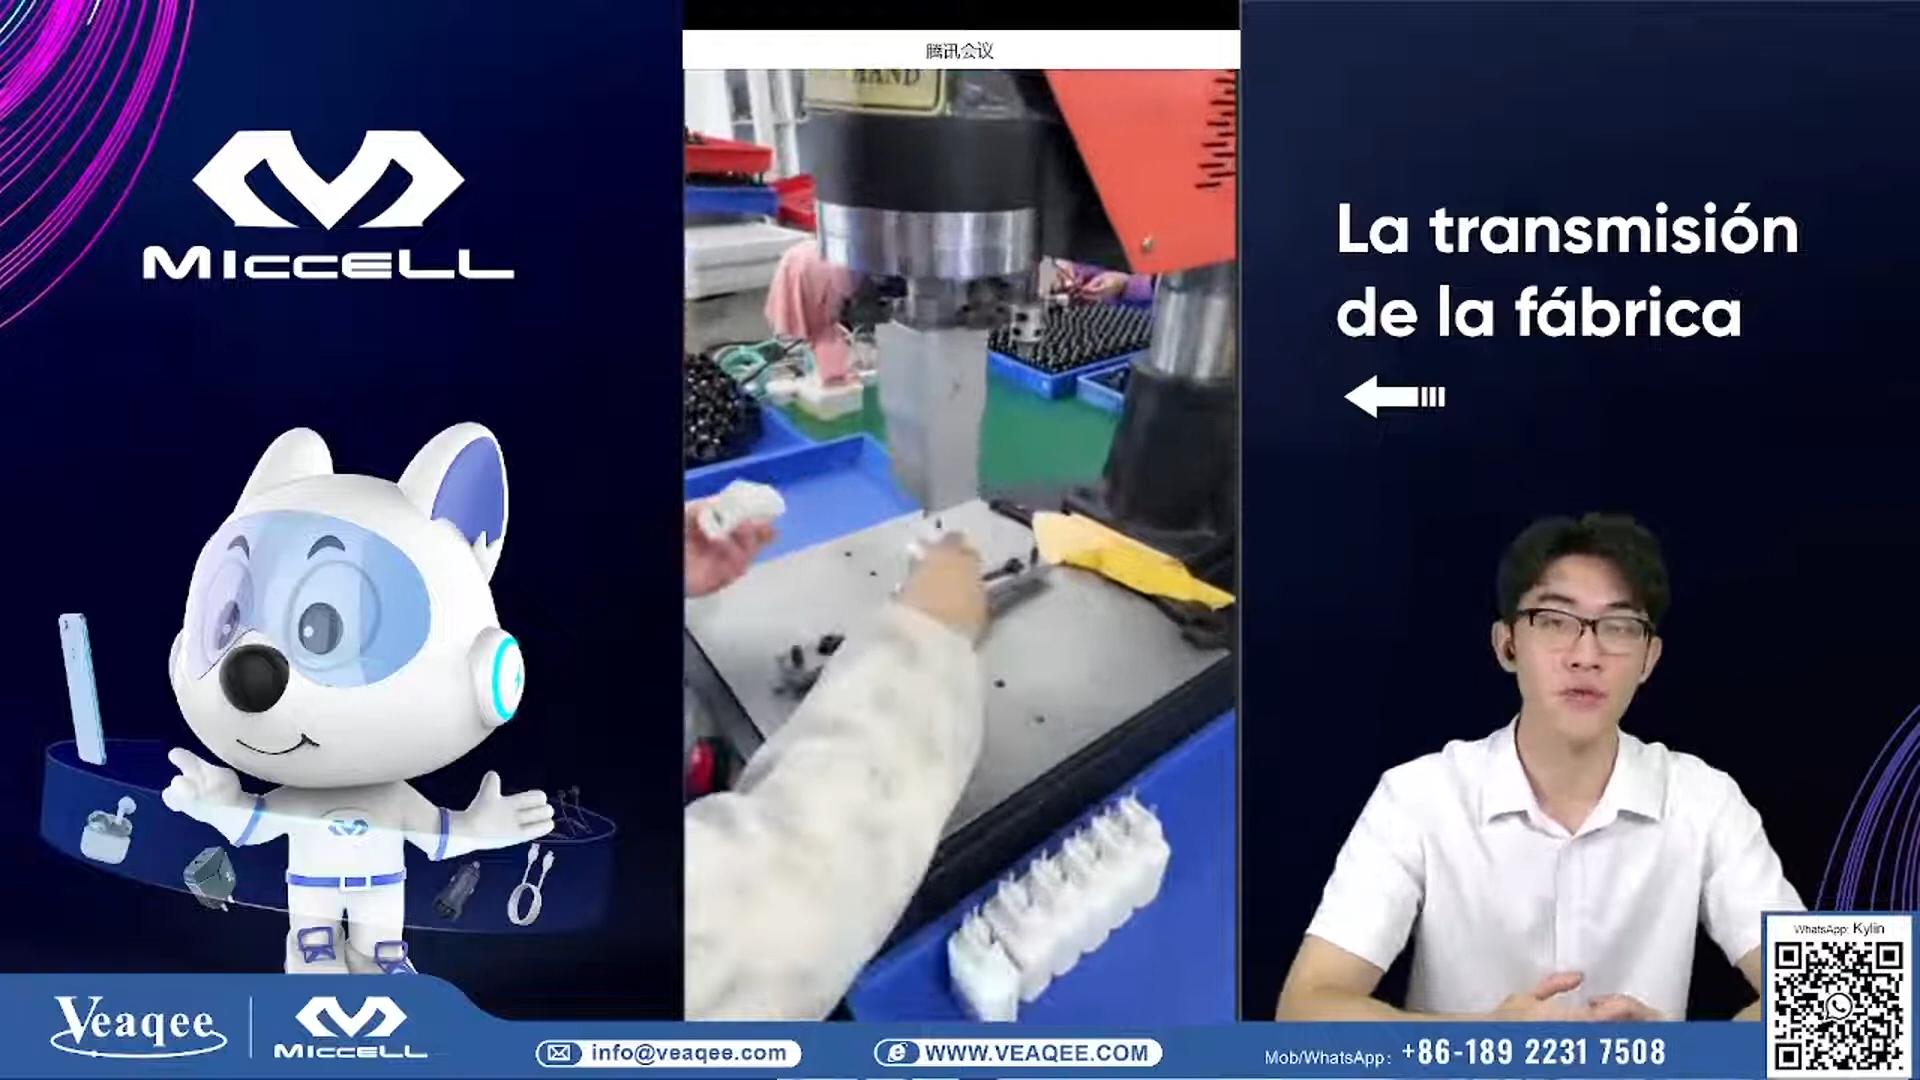 MICCELL
腾讯会议
HAND
La transmisión
de la fábrica
WhatsApp: Kylin
Veaqee
MICCELL
info@veaqee.com
WWW.VEAQEE.COM
Mob/WhatsApp: +86-189 2231 7508